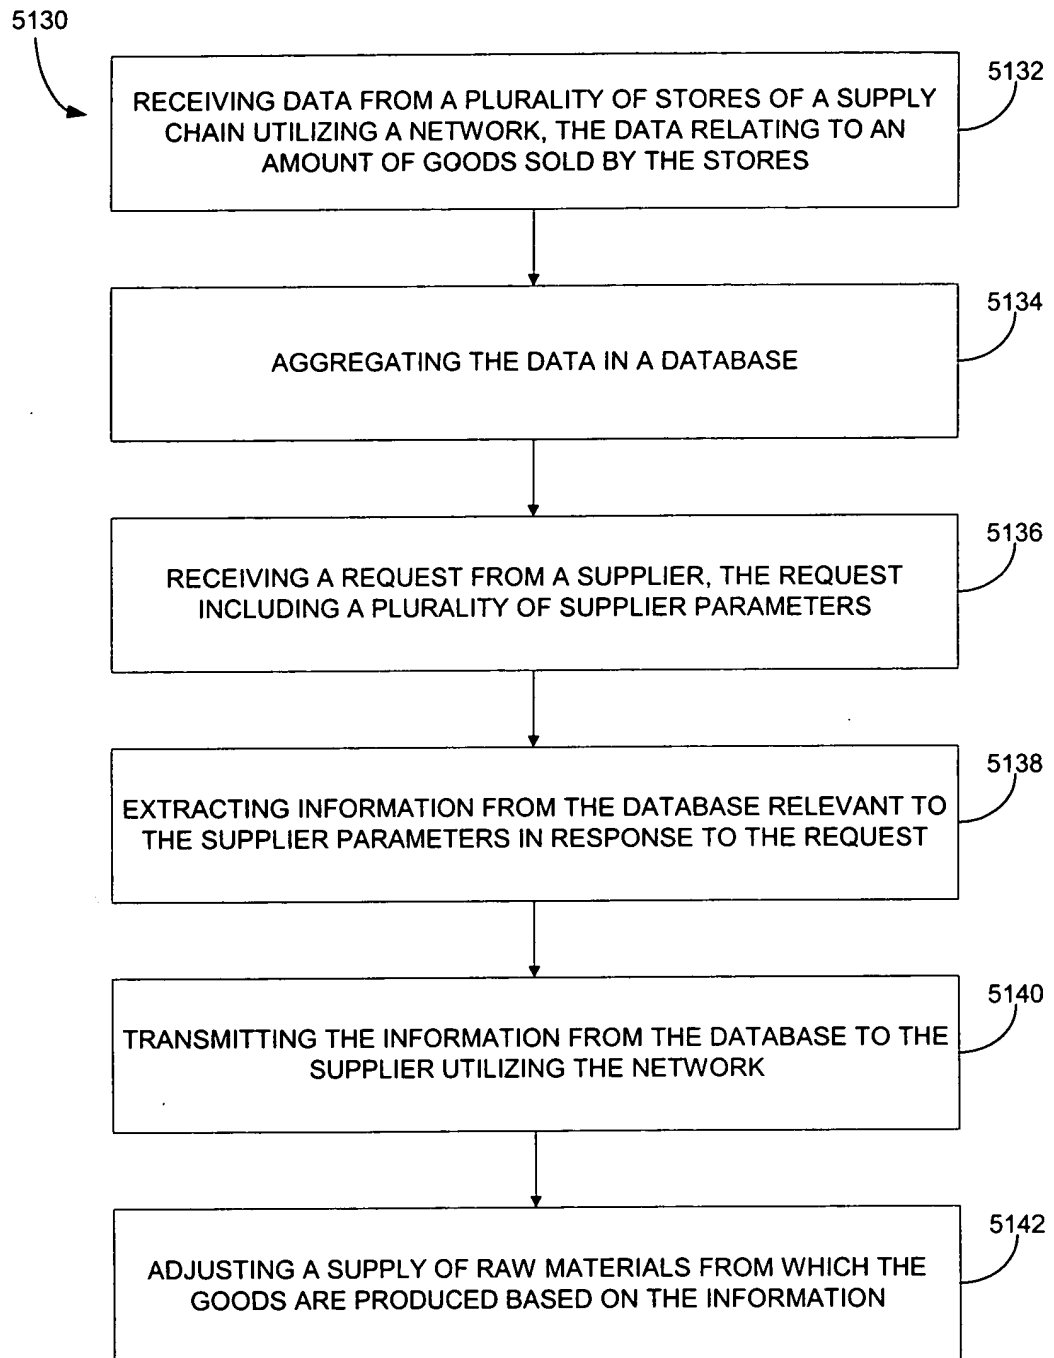 5130
5132
RECEIVING DATA FROM A PLURALITY OF STORES OF A SUPPLY
CHAIN UTILIZING A NETWORK, THE DATA RELATING TO AN
AMOUNT OF GOODS SOLD BY THE STORES
5134
AGGREGATING THE DATA IN A DATABASE
5136
RECEIVING A REQUEST FROM A SUPPLIER, THE REQUEST
INCLUDING A PLURALITY OF SUPPLIER PARAMETERS
5138
EXTRACTING INFORMATION FROM THE DATABASE RELEVANT TO
THE SUPPLIER PARAMETERS IN RESPONSE TO THE REQUEST
5140
TRANSMITTING THE INFORMATION FROM THE DATABASE TO THE
SUPPLIER UTILIZING THE NETWORK
5142
ADJUSTING A SUPPLY OF RAW MATERIALS FROM WHICH THE
GOODS ARE PRODUCED BASED ON THE INFORMATION